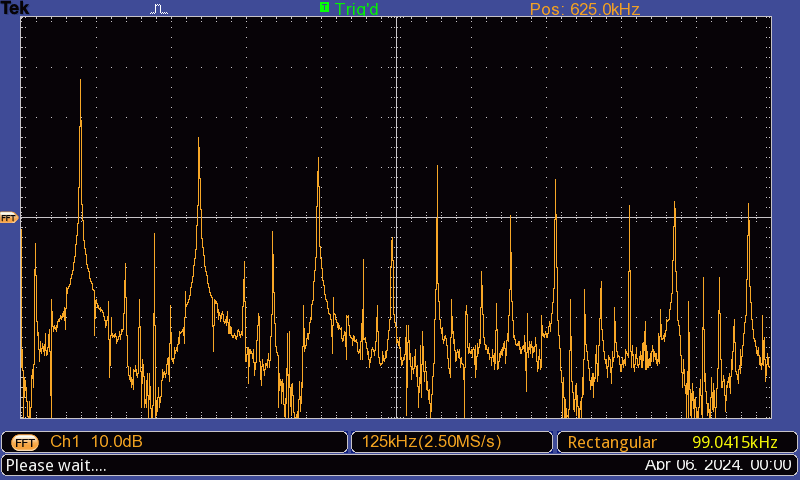 Tek T Trig'd Pos: 625.0kHz
FFT
FFT Ch1 10.0dB 125kHz(2.50MS/s) Rectangular 99.0415kHz
Please wait.... Apr 06, 2024, 00:00